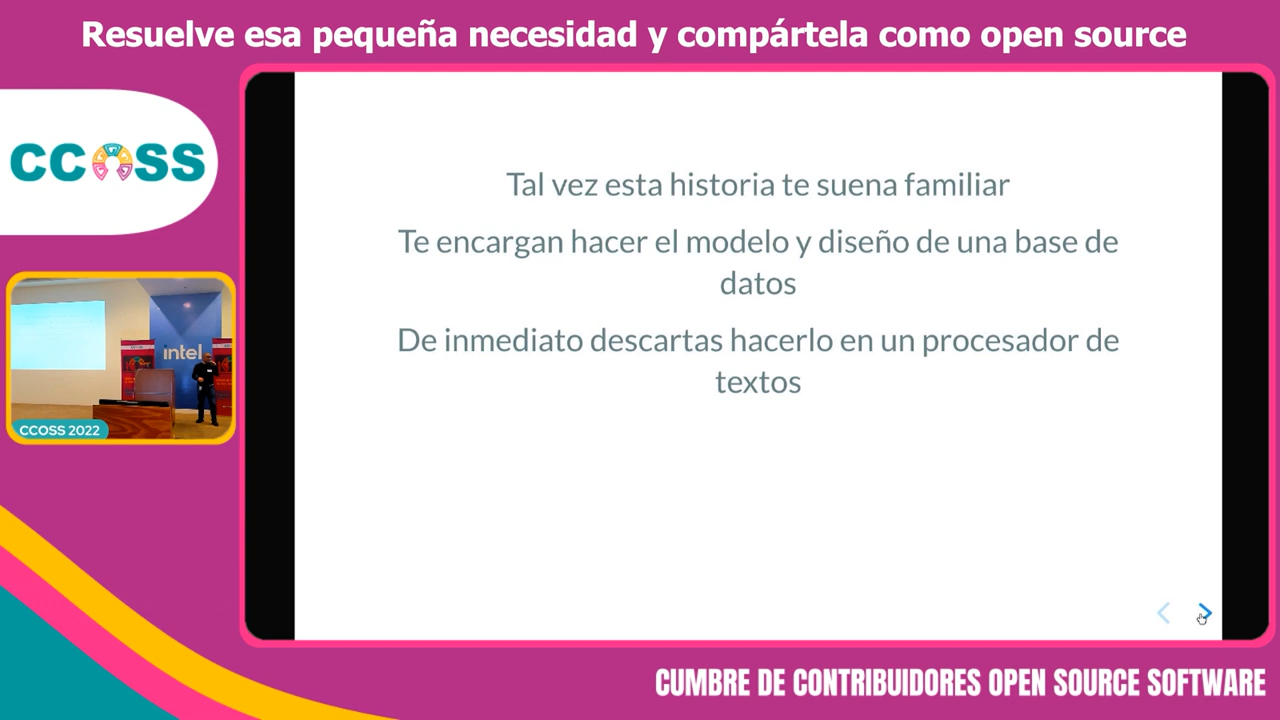 Resuelve esa pequeña necesidad y compártela como open source
CCOSS
intel
CCOSS 2022
Tal vez esta historia te suena familiar
Te encargan hacer el modelo y diseño de una base de
datos
De inmediato descartas hacerlo en un procesador de
textos
CUMBRE DE CONTRIBUIDORES OPEN SOURCE SOFTWARE